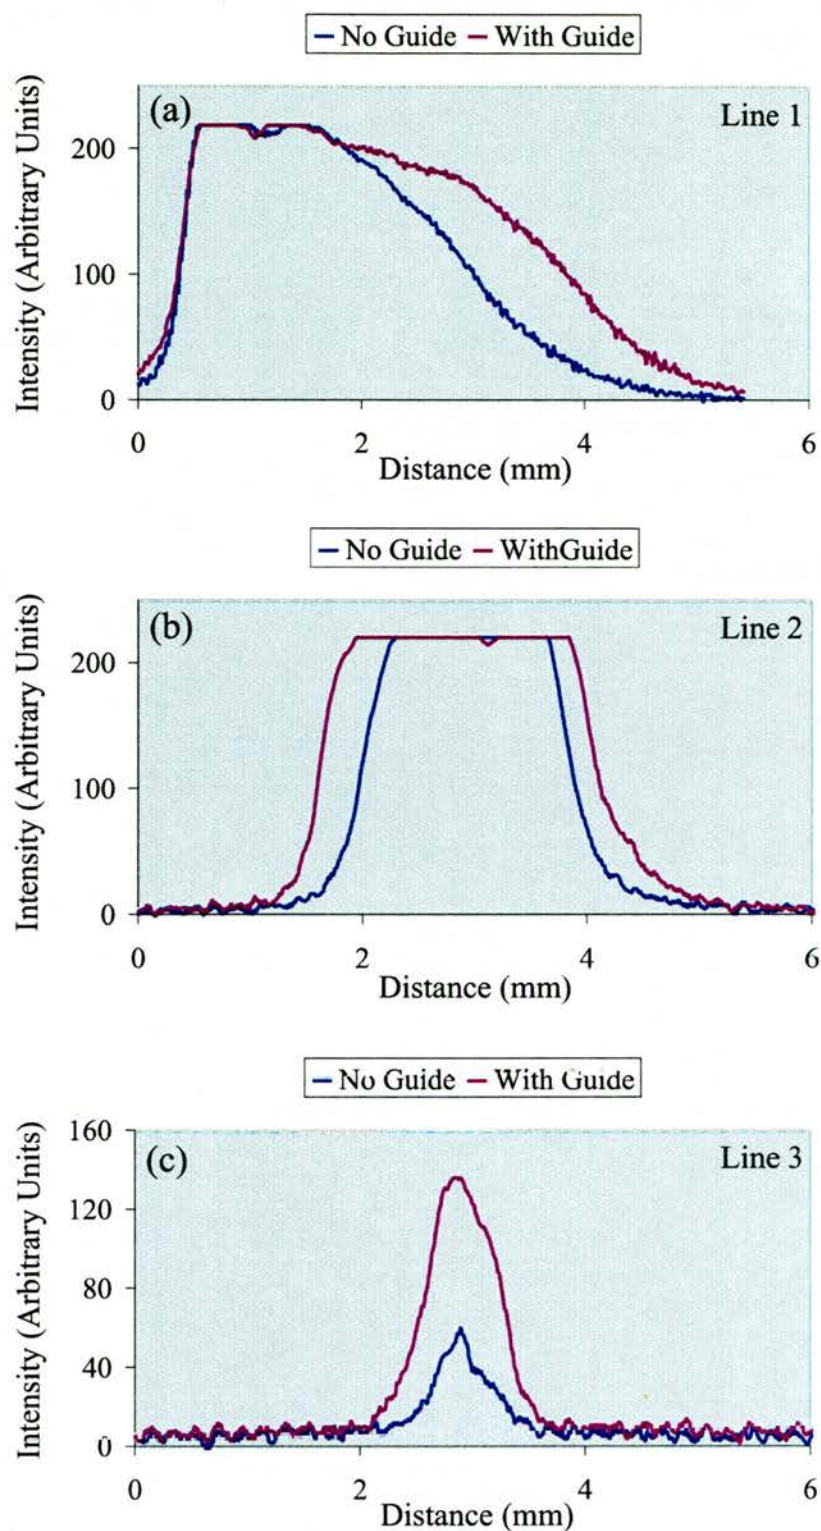 No Guide With Guide
(a) Line 1
Intensity (Arbitrary Units)
200
100
0
0 2 4 6
Distance (mm)
No Guide WithGuide
(b) Line 2
Intensity (Arbitrary Units)
200
100
0
0 2 4 6
Distance (mm)
No Guide With Guide
(c) Line 3
Intensity (Arbitrary Units)
160
120
80
40
0
0 2 4 6
Distance (mm)